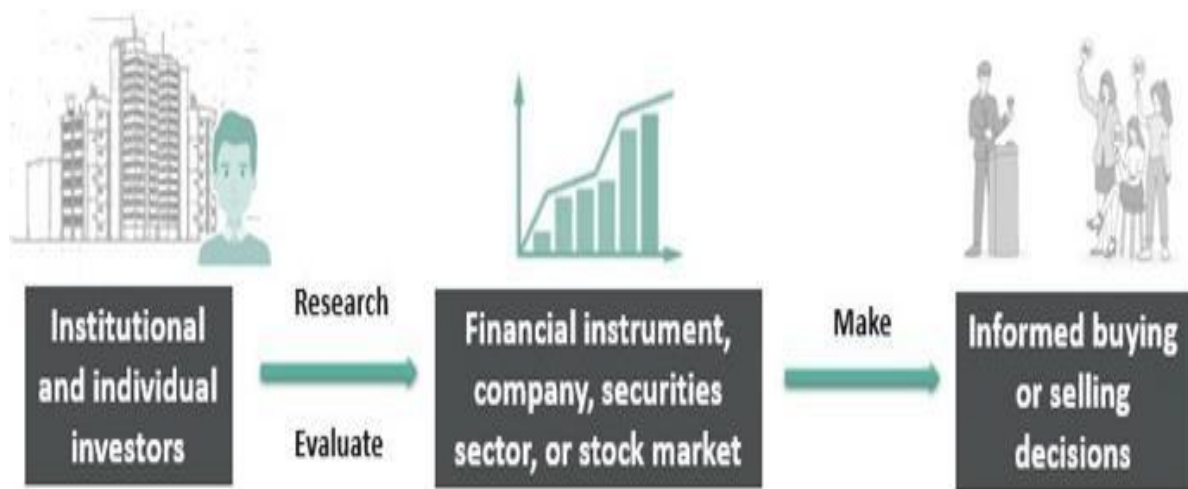 Institutional
and individual
investors
Research
Evaluate
Financial instrument,
company, securities
sector, or stock market
Make
Informed buying
or selling
decisions